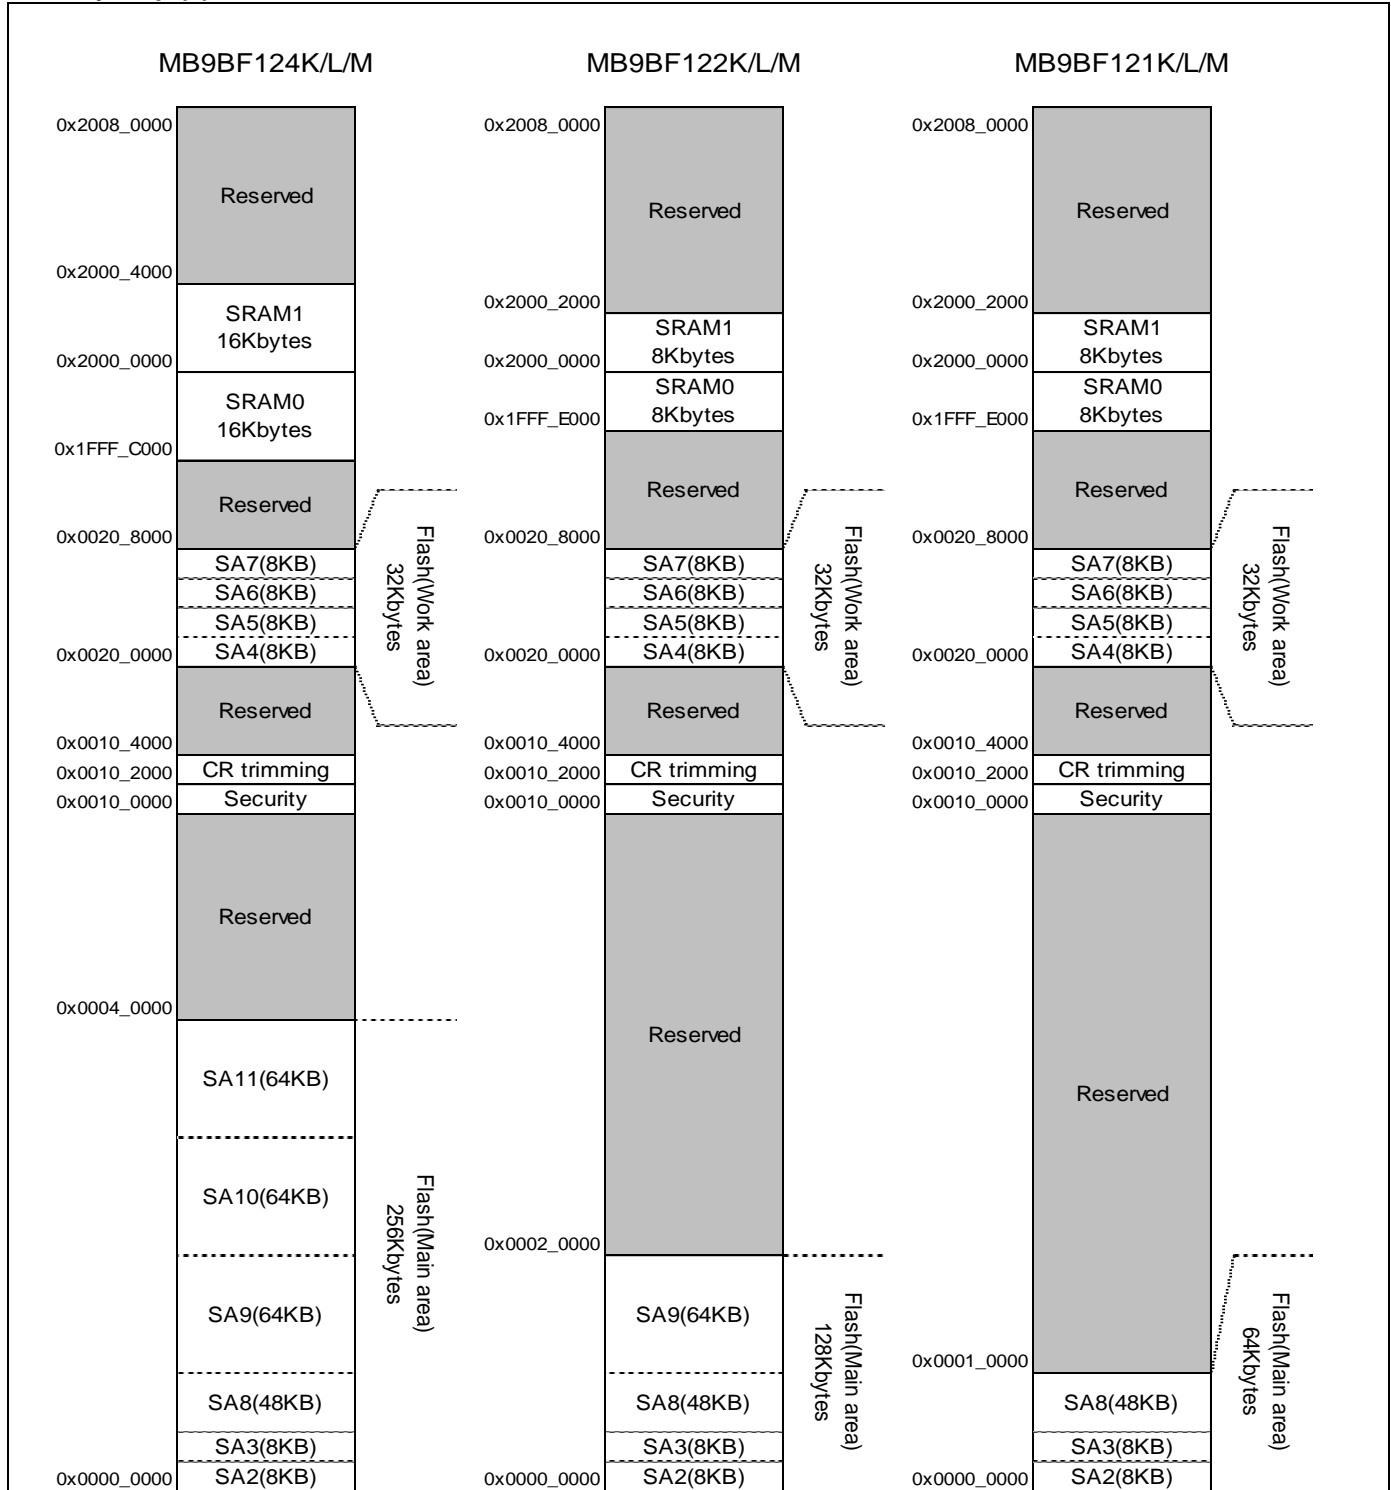 MB9BF124K/L/M
0x2008_0000
Reserved
0x2000_4000
SRAM1
16Kbytes
0x2000_0000
SRAM0
16Kbytes
0x1FFF_C000
Reserved
0x0020_8000
SA7(8KB)
SA6(8KB)
SA5(8KB)
SA4(8KB)
0x0020_0000
Flash(Work area)
32Kbytes
Reserved
0x0010_4000
CR trimming
0x0010_2000
Security
0x0010_0000
Reserved
0x0004_0000
SA11(64KB)
SA10(64KB)
SA9(64KB)
SA8(48KB)
SA3(8KB)
SA2(8KB)
0x0000_0000
Flash(Main area)
256Kbytes
MB9BF122K/L/M
0x2008_0000
Reserved
0x2000_2000
SRAM1
8Kbytes
0x2000_0000
SRAM0
8Kbytes
0x1FFF_E000
Reserved
0x0020_8000
SA7(8KB)
SA6(8KB)
SA5(8KB)
SA4(8KB)
0x0020_0000
Flash(Work area)
32Kbytes
Reserved
0x0010_4000
CR trimming
0x0010_2000
Security
0x0010_0000
Reserved
0x0002_0000
SA9(64KB)
SA8(48KB)
SA3(8KB)
SA2(8KB)
0x0000_0000
Flash(Main area)
128Kbytes
MB9BF121K/L/M
0x2008_0000
Reserved
0x2000_2000
SRAM1
8Kbytes
0x2000_0000
SRAM0
8Kbytes
0x1FFF_E000
Reserved
0x0020_8000
SA7(8KB)
SA6(8KB)
SA5(8KB)
SA4(8KB)
0x0020_0000
Flash(Work area)
32Kbytes
Reserved
0x0010_4000
CR trimming
0x0010_2000
Security
0x0010_0000
Reserved
0x0001_0000
SA8(48KB)
SA3(8KB)
SA2(8KB)
0x0000_0000
Flash(Main area)
64Kbytes